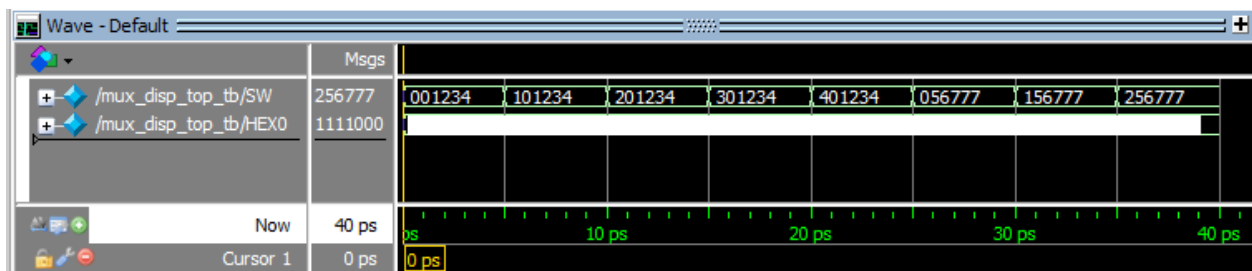 Wave - Default
Msgs
/mux_disp_top_tb/SW 256777 001234 101234 201234 301234 401234 056777 156777 256777
/mux_disp_top_tb/HEX0 1111000
Now 40 ps ps 10 ps 20 ps 30 ps 40 ps
Cursor 1 0 ps 0 ps